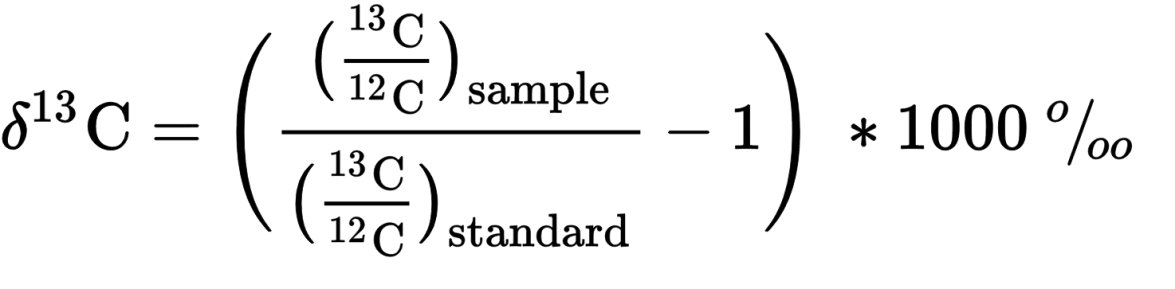 δ¹³C = ( (¹³C/¹²C)sample / (¹³C/¹²C)standard − 1 ) * 1000 ‰